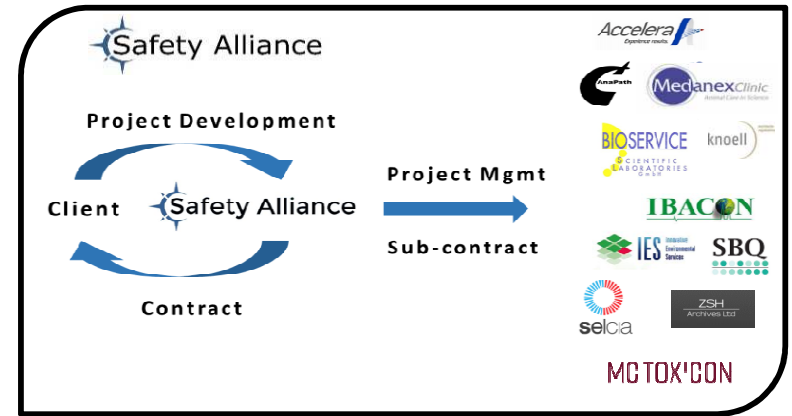 Safety Alliance
Project Development
Client
Safety Alliance
Contract
Project Mgmt
Sub-contract
Accelera
Experience results.
AnaPath
Medanex Clinic
Animal Care in Science
BIOSERVICE
SCIENTIFIC
LABORATORIES
GmbH
knoell
IBACON
IES Innovative
Environmental
Services
SBQ
selcia
ZSH
Archives Ltd
MC TOX'CON